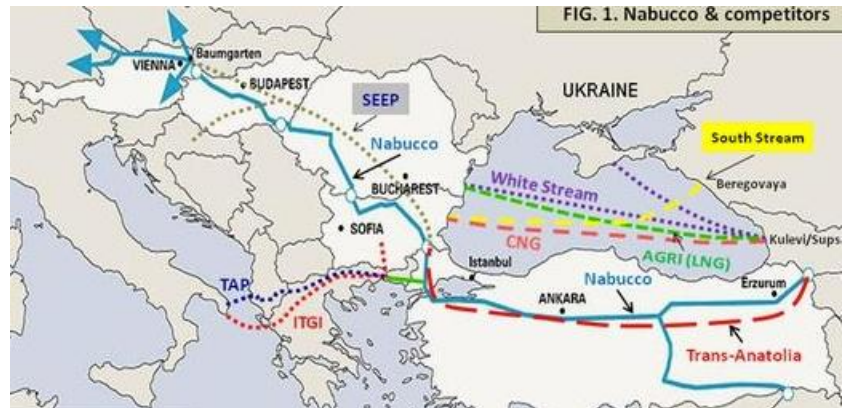 FIG. 1. Nabucco & competitors
Baumgarten
VIENNA
BUDAPEST
SEEP
UKRAINE
South Stream
Nabucco
White Stream
Beregovaya
BUCHAREST
CNG
AGRI (LNG)
Kulevi/Sups
SOFIA
Istanbul
TAP
Nabucco
Erzurum
ANKARA
ITGI
Trans-Anatolia